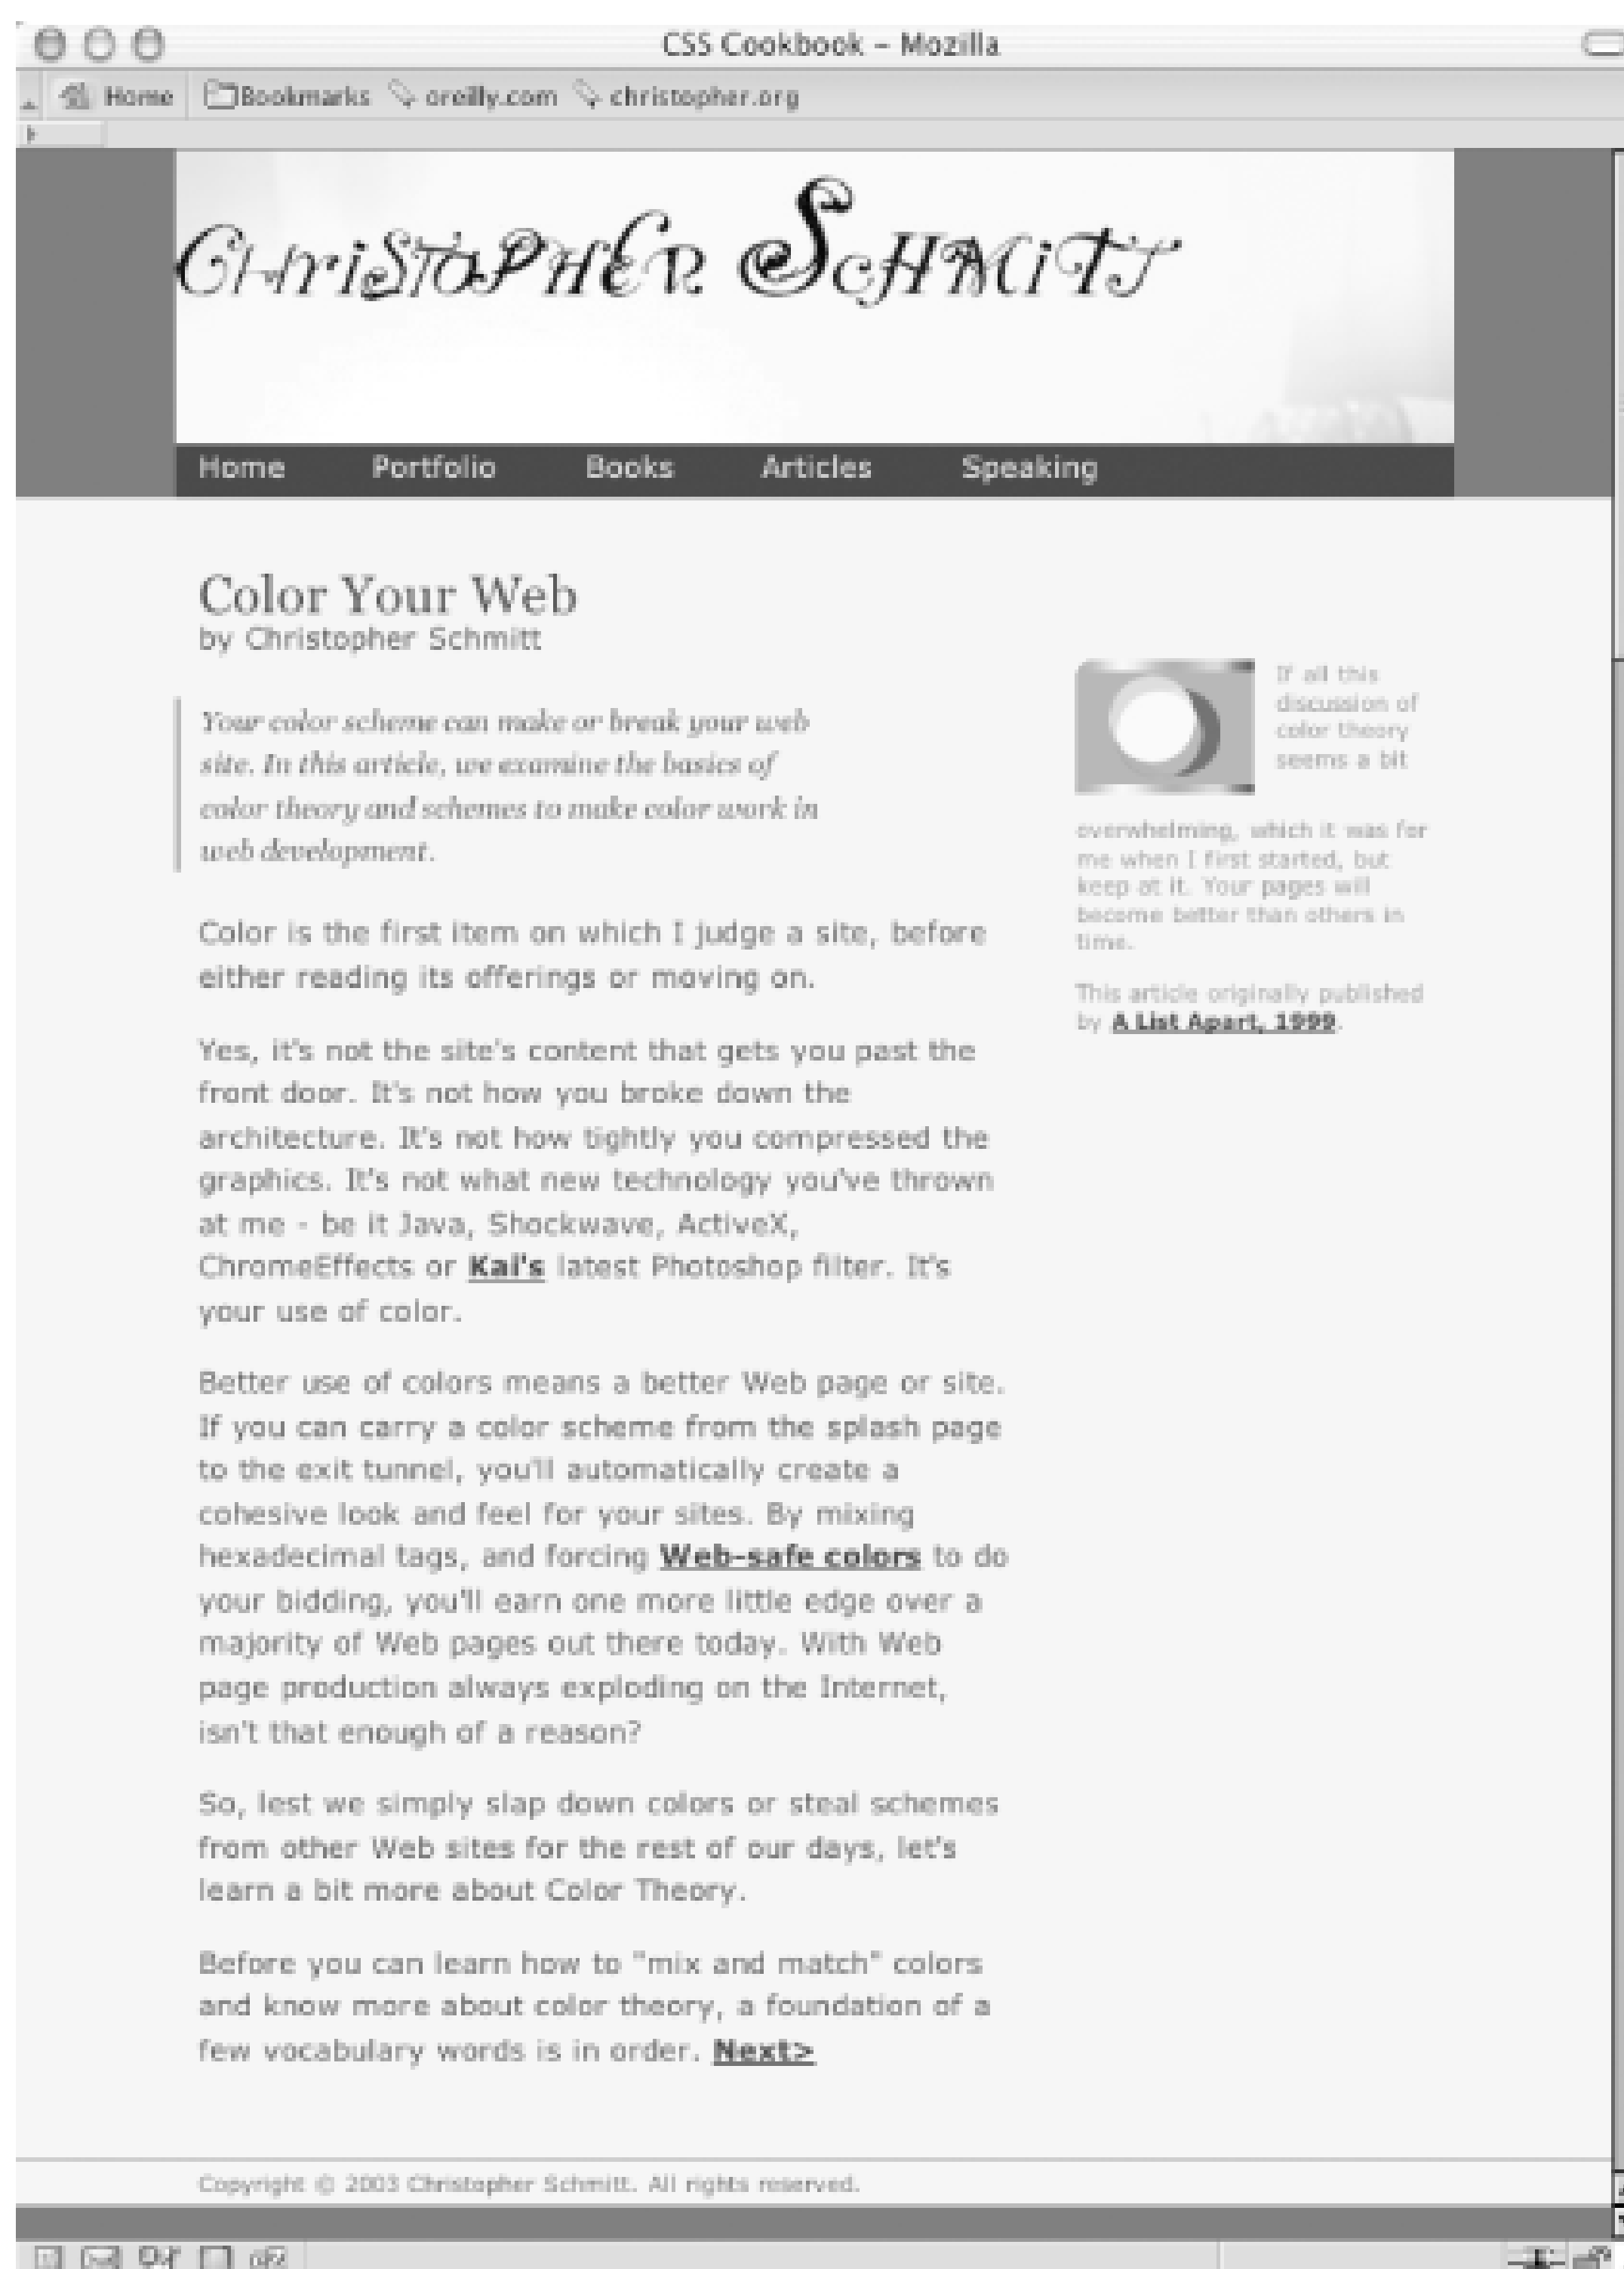 CSS Cookbook – Mozilla
Home Bookmarks oreilly.com christopher.org
CHriSTOPHER SCHMiTT
Home Portfolio Books Articles Speaking
Color Your Web
by Christopher Schmitt
Your color scheme can make or break your web
site. In this article, we examine the basics of
color theory and schemes to make color work in
web development.
Color is the first item on which I judge a site, before
either reading its offerings or moving on.
Yes, it's not the site's content that gets you past the
front door. It's not how you broke down the
architecture. It's not how tightly you compressed the
graphics. It's not what new technology you've thrown
at me - be it Java, Shockwave, ActiveX,
ChromeEffects or Kai's latest Photoshop filter. It's
your use of color.
Better use of colors means a better Web page or site.
If you can carry a color scheme from the splash page
to the exit tunnel, you'll automatically create a
cohesive look and feel for your sites. By mixing
hexadecimal tags, and forcing Web-safe colors to do
your bidding, you'll earn one more little edge over a
majority of Web pages out there today. With Web
page production always exploding on the Internet,
isn't that enough of a reason?
So, lest we simply slap down colors or steal schemes
from other Web sites for the rest of our days, let's
learn a bit more about Color Theory.
Before you can learn how to "mix and match" colors
and know more about color theory, a foundation of a
few vocabulary words is in order. Next>
If all this
discussion of
color theory
seems a bit
overwhelming, which it was for
me when I first started, but
keep at it. Your pages will
become better than others in
time.
This article originally published
by A List Apart, 1999.
Copyright © 2003 Christopher Schmitt. All rights reserved.